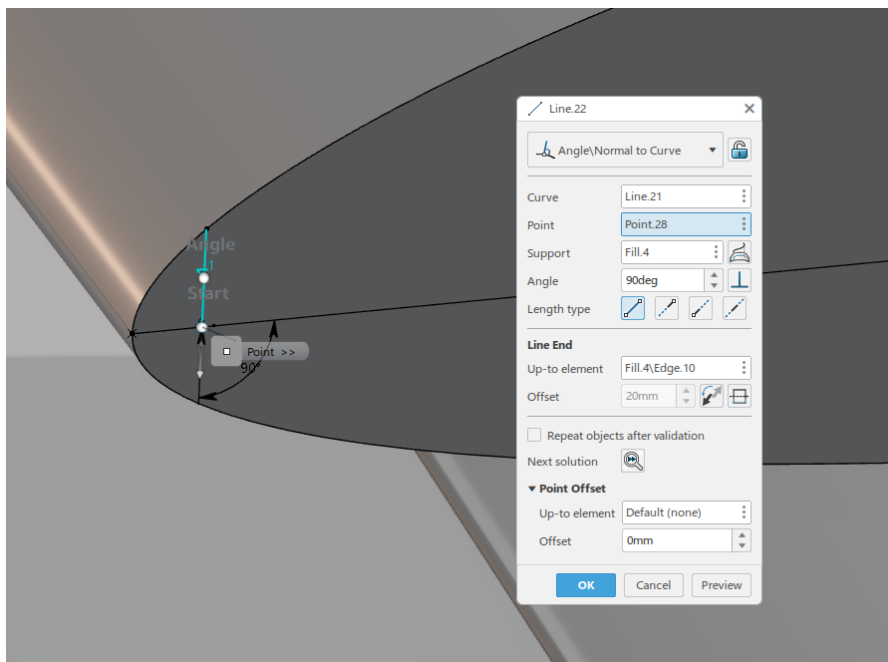 Line.22
Angle\Normal to Curve
Curve Line.21
Point Point.28
Support Fill.4
Angle 90deg
Length type
Line End
Up-to element Fill.4\Edge.10
Offset 20mm
Repeat objects after validation
Next solution
Point Offset
Up-to element Default (none)
Offset 0mm
OK Cancel Preview
Angle
1
Start
Point >>
90°